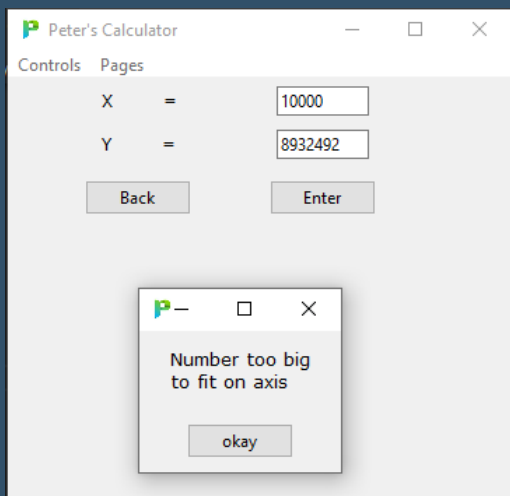 Peter's Calculator
Controls Pages
X = 10000
Y = 8932492
Back Enter
Number too big
to fit on axis
okay